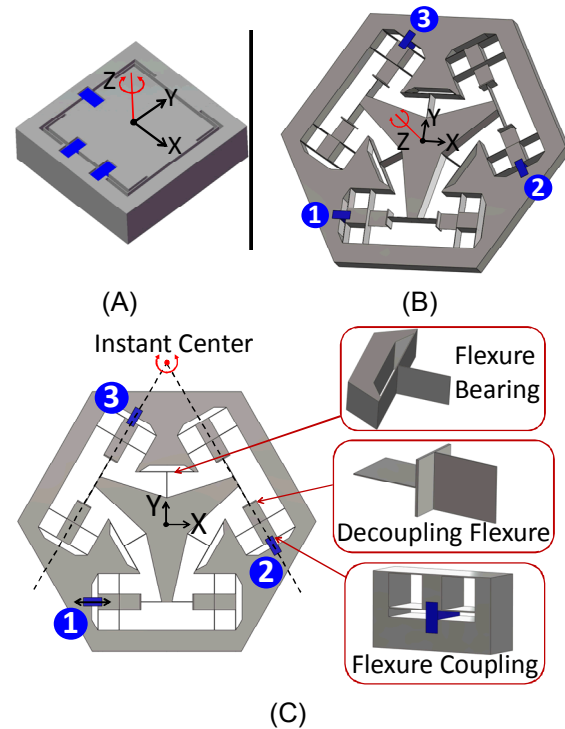 Z
Y
X
(A)
3
Y
X
Z
1
2
(B)
Instant Center
3
Flexure
Bearing
Y
X
Decoupling Flexure
2
1
Flexure Coupling
(C)